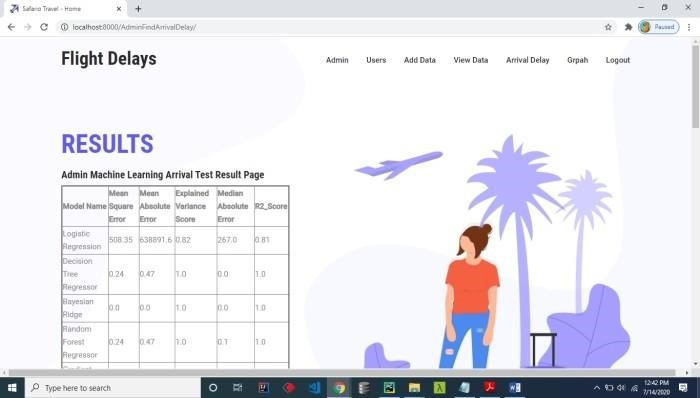 Safario Travel - Home
localhost:8000/AdminFindArrivalDelay/
Paused
Flight Delays
Admin Users Add Data View Data Arrival Delay Grpah Logout
RESULTS
Admin Machine Learning Arrival Test Result Page
Model Name Mean Square Error Mean Absolute Error Explained Variance Score Median Absolute Error R2_Score
Logistic Regression 508.35 638891.6 0.82 267.0 0.81
Decision Tree Regressor 0.24 0.47 1.0 0.0 1.0
Bayesian Ridge 0.0 0.0 1.0 0.0 1.0
Random Forest Regressor 0.24 0.47 1.0 0.1 1.0
Type here to search
12:42 PM
7/14/2020